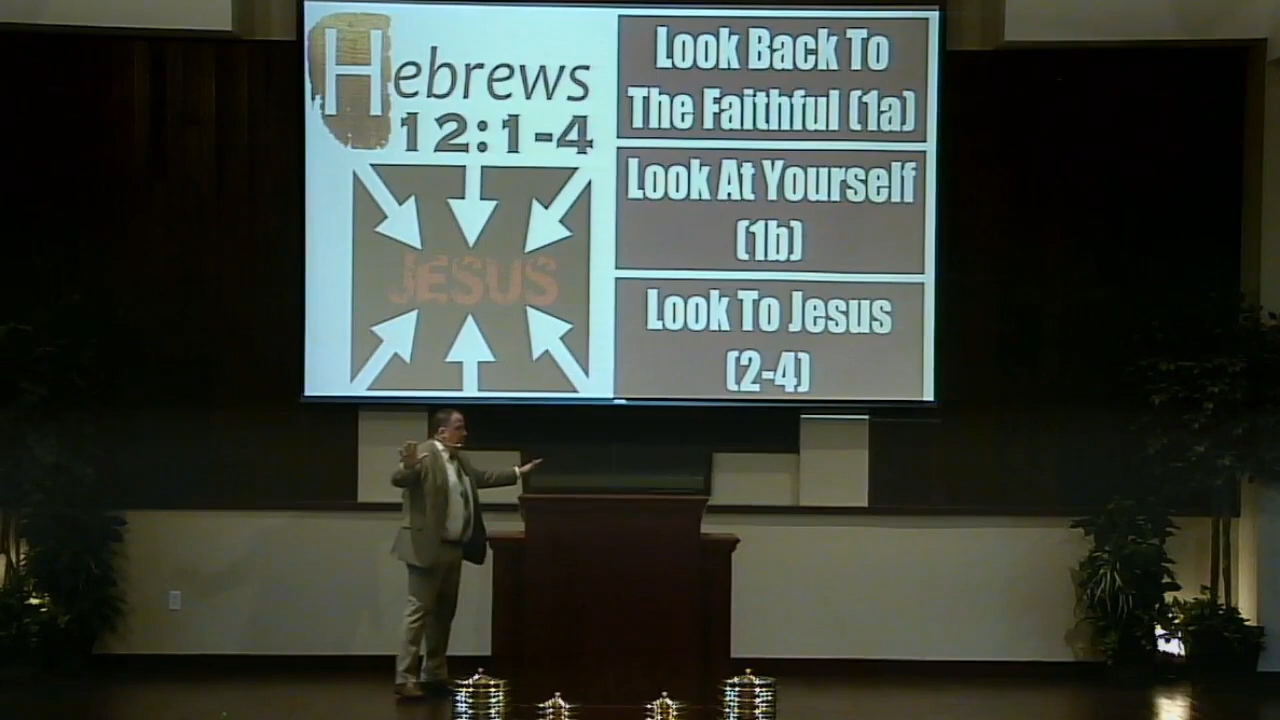 Hebrews
12:1-4
JESUS
Look Back To
The Faithful (1a)
Look At Yourself
(1b)
Look To Jesus
(2-4)